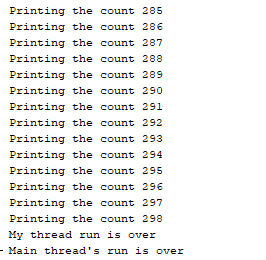 Printing the count 285
Printing the count 286
Printing the count 287
Printing the count 288
Printing the count 289
Printing the count 290
Printing the count 291
Printing the count 292
Printing the count 293
Printing the count 294
Printing the count 295
Printing the count 296
Printing the count 297
Printing the count 298
My thread run is over
Main thread's run is over